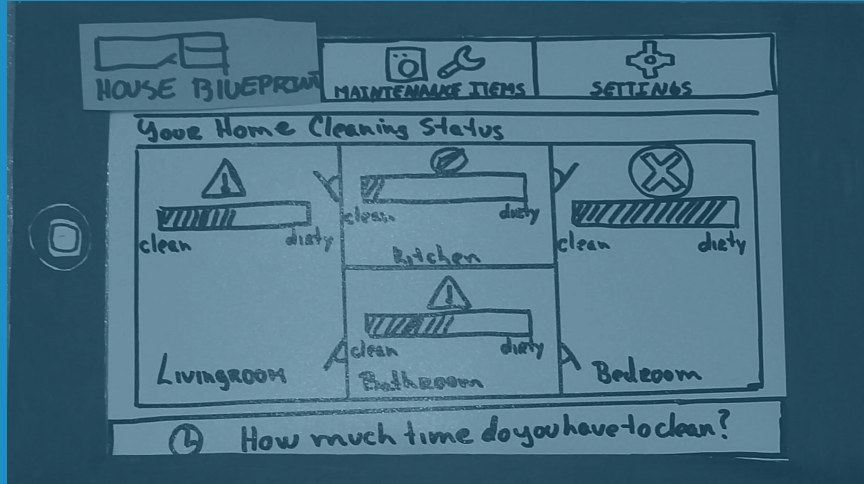 HOUSE BLUEPRINT
MAINTENANCE ITEMS
SETTINGS
Your Home Cleaning Status
clean dirty
Livingroom
clean dirty
Kitchen
clean dirty
Bathroom
clean dirty
Bedroom
How much time do you have to clean?